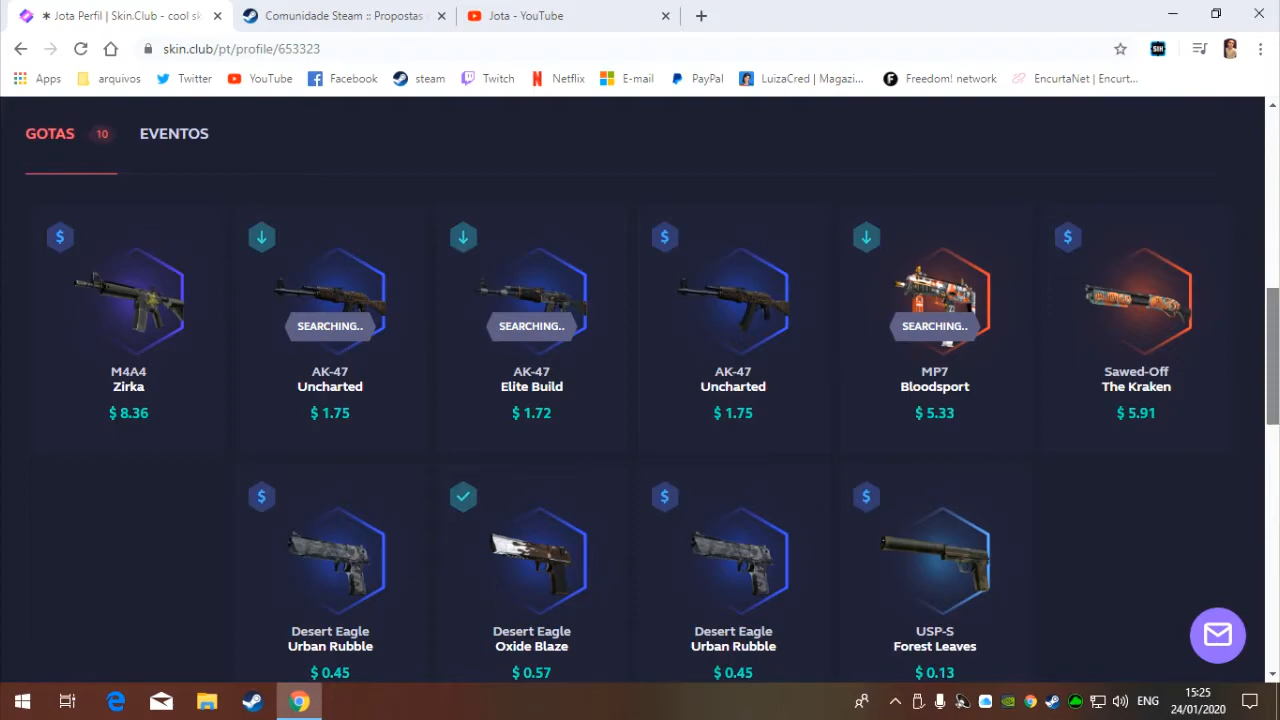 Jota Perfil | Skin.Club - cool sk
Comunidade Steam :: Propostas
Jota - YouTube
skin.club/pt/profile/653323
SIH
Apps
arquivos
Twitter
YouTube
Facebook
steam
Twitch
Netflix
E-mail
PayPa
LuizaCred | Magazi...
Freedom! network
EncurtaNet | Encurt...
GOTAS 10 EVENTOS
SEARCHING..
SEARCHING..
SEARCHING..
M4A4
Zirka
$ 8.36
AK-47
Uncharted
$ 1.75
AK-47
Elite Build
$ 1.72
AK-47
Uncharted
$ 1.75
MP7
Bloodsport
$ 5.33
Sawed-Off
The Kraken
$ 5.91
Desert Eagle
Urban Rubble
$ 0.45
Desert Eagle
Oxide Blaze
$ 0.57
Desert Eagle
Urban Rubble
$ 0.45
USP-S
Forest Leaves
$ 0.13
ENG
15:25
24/01/2020